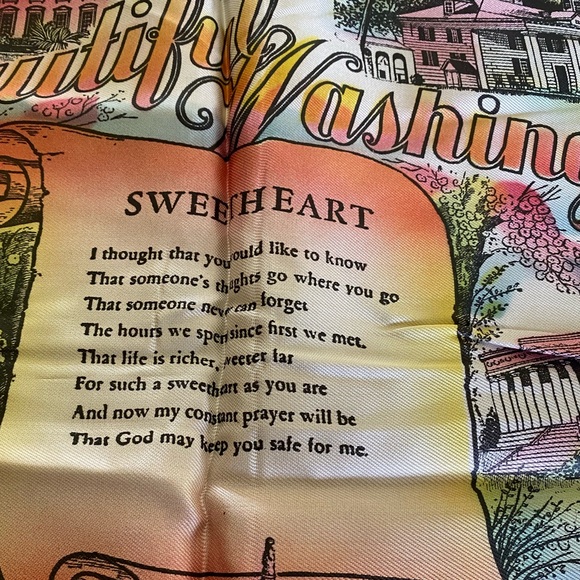 Beautiful Washington
SWEETHEART
I thought that you would like to know
That someone's thoughts go where you go
That someone never can forget
The hours we spent since first we met.
That life is richer, sweeter far
For such a sweetheart as you are
And now my constant prayer will be
That God may keep you safe for me.